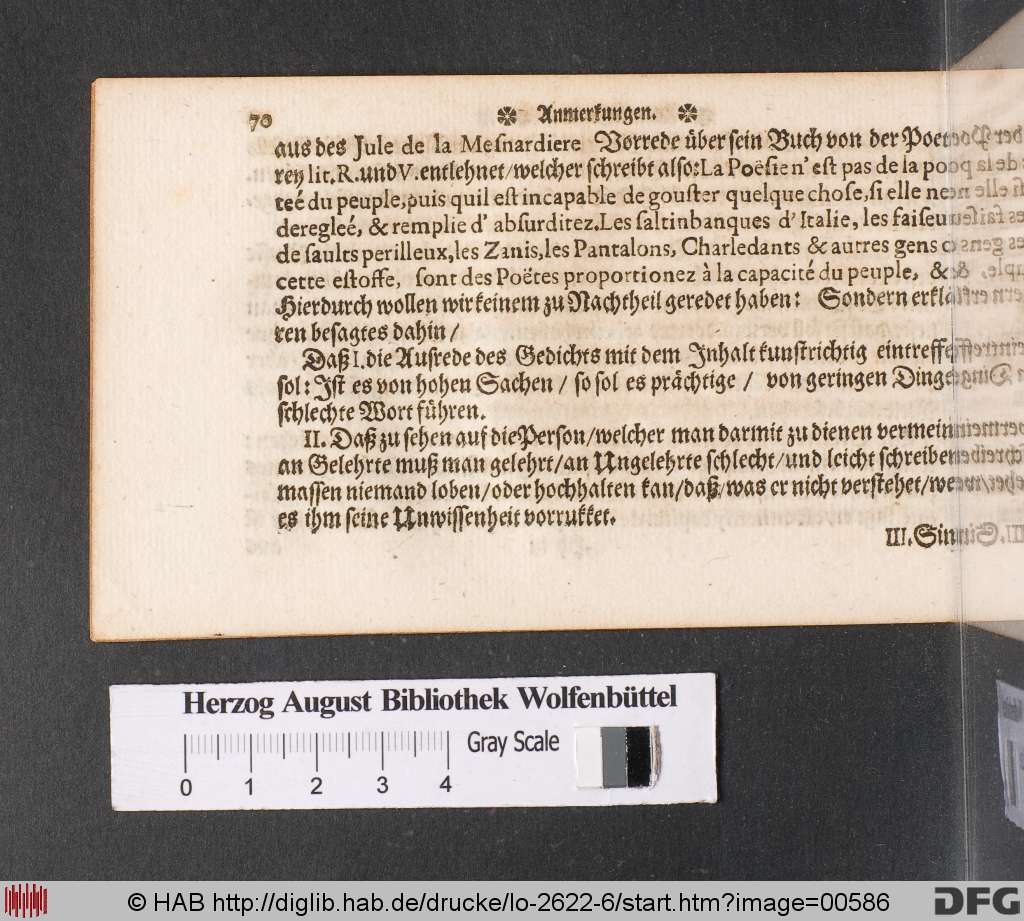 70 ✼ Anmerkungen. ✼
aus des Jule de la Meſnardiere Vorrede über ſein Buch von der Poe
rey lit. R. und V. entlehnet/welcher ſchreibt alſo: La Poëſie n' eſt pas de la po
teé du peuple, puis quil eſt incapable de gouſter quelque choſe, ſi elle ne
deregleé, & remplie d' abſurditez. Les ſaltinbanques d' Italie, les faiſeu
de ſaults perilleux, les Zanis, les Pantalons, Charledants & autres gens
cette eſtoffe, ſont des Poëtes proportionez à la capacité du peuple, &
Hierdurch wollen wir keinem zu Nachtheil geredet haben: Sondern erklä
ren beſagtes dahin /
Daß I. die Ausrede des Gedichts mit dem Inhalt kunſtrichtig eintreff
ſol: Iſt es von hohen Sachen / ſo ſol es prächtige / von geringen Dinge
ſchlechte Wort führen.
II. Daß zu ſehen auf die Perſon/welcher man darmit zu dienen vermein
an Gelehrte muß man gelehrt/an Ungelehrte ſchlecht/und leicht ſchreiben
maſſen niemand loben/oder hochhalten kan/daß/was er nicht verſtehet/we
es ihm ſeine Unwiſſenheit vorrukket.
III. Sin
Herzog August Bibliothek Wolfenbüttel
Gray Scale
0 1 2 3 4
© HAB http://diglib.hab.de/drucke/lo-2622-6/start.htm?image=00586
DFG